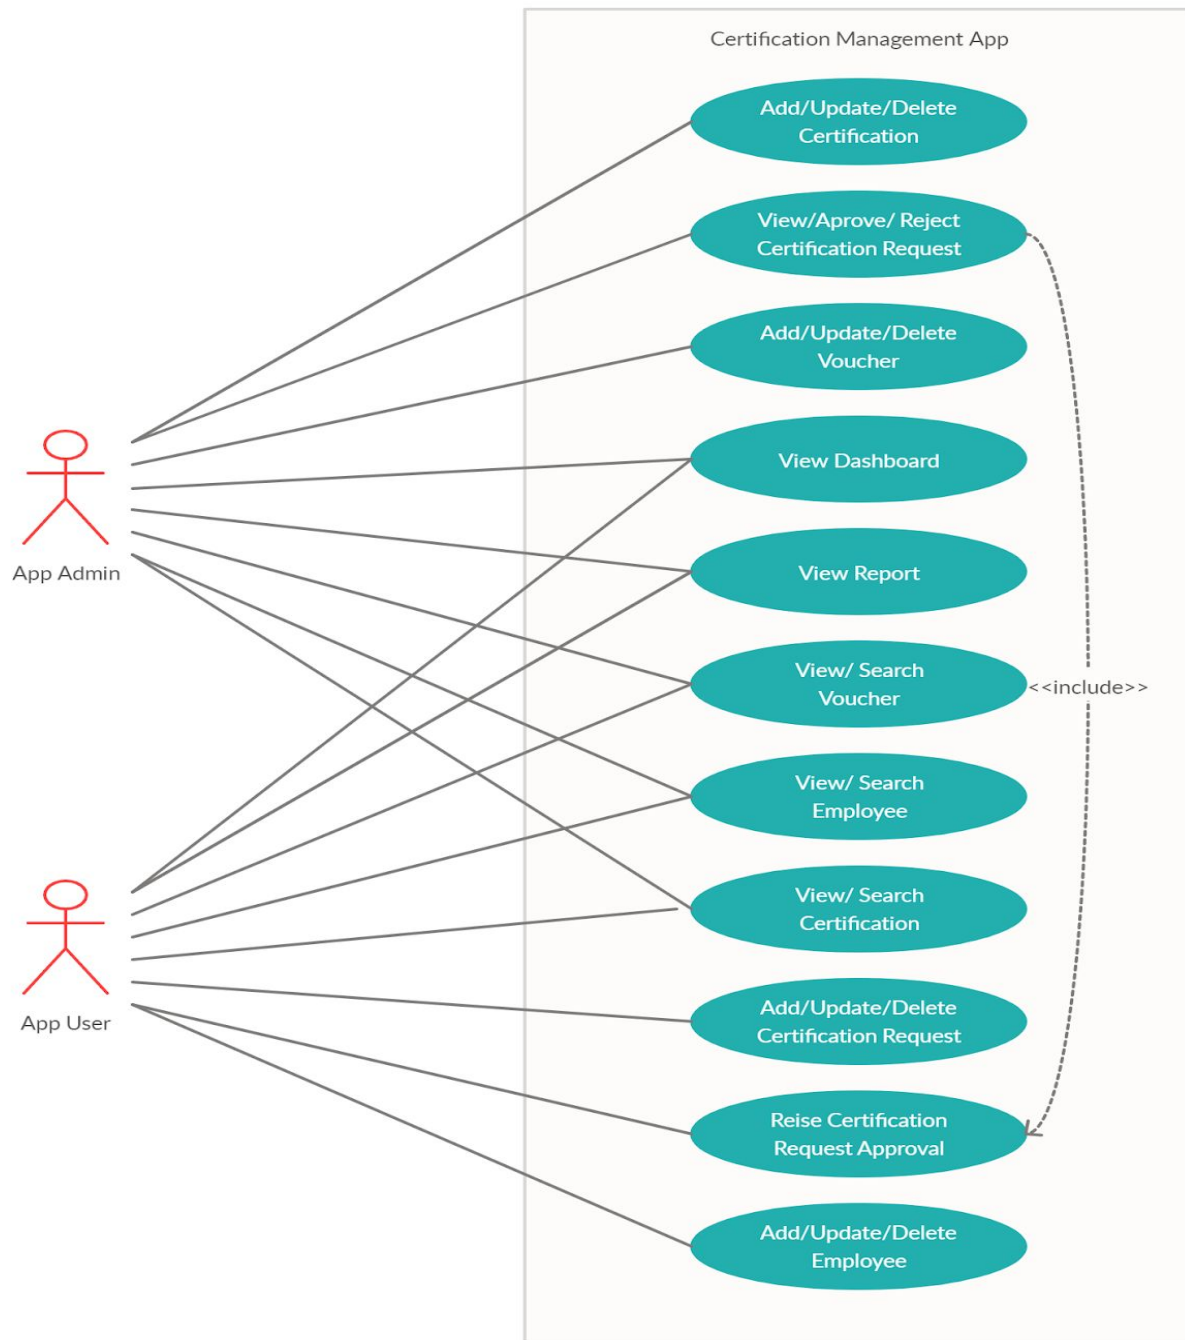 Certification Management App
Add/Update/Delete
Certification
View/Aprove/ Reject
Certification Request
Add/Update/Delete
Voucher
View Dashboard
App Admin
View Report
View/ Search
Voucher
<<include>>
View/ Search
Employee
View/ Search
Certification
App User
Add/Update/Delete
Certification Request
Reise Certification
Request Approval
Add/Update/Delete
Employee